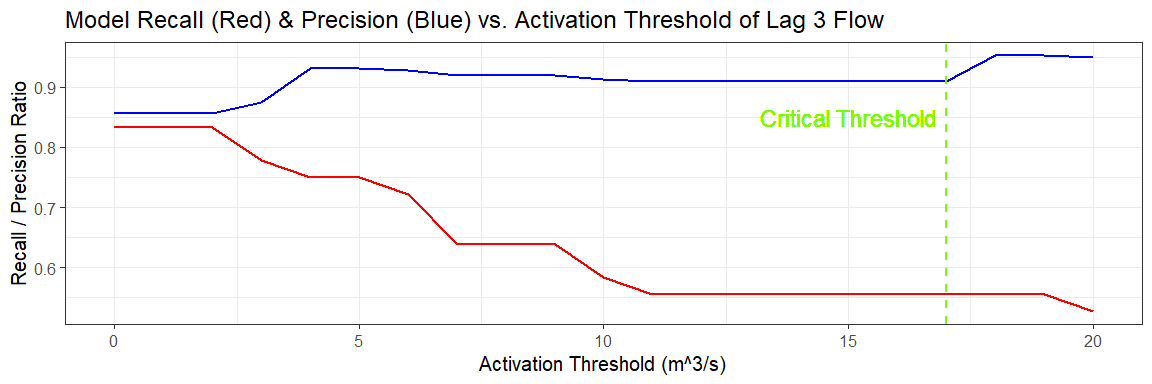 Model Recall (Red) & Precision (Blue) vs. Activation Threshold of Lag 3 Flow
Recall / Precision Ratio
0.9
0.8
0.7
0.6
Critical Threshold
0
5
10
15
20
Activation Threshold (m^3/s)